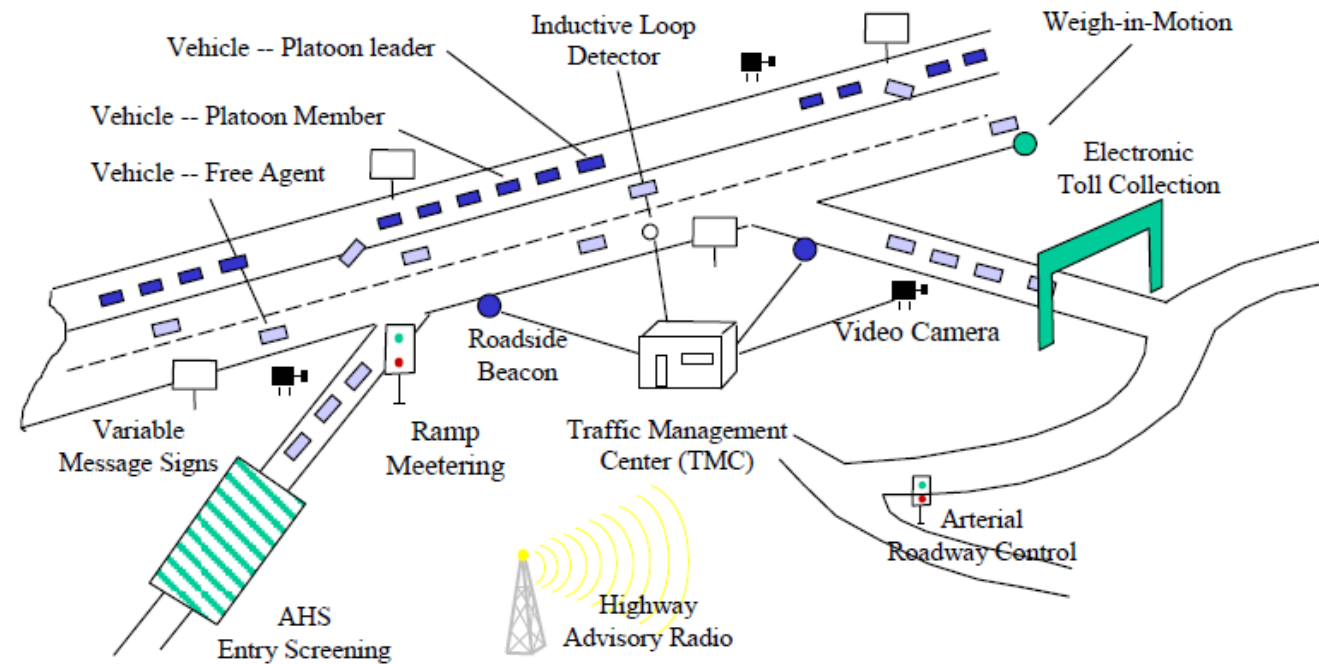 Vehicle -- Platoon leader
Inductive Loop
Detector
Weigh-in-Motion
Vehicle -- Platoon Member
Vehicle -- Free Agent
Electronic
Toll Collection
Roadside
Beacon
Video Camera
Variable
Message Signs
Ramp
Meetering
Traffic Management
Center (TMC)
Arterial
Roadway Control
AHS
Entry Screening
Highway
Advisory Radio